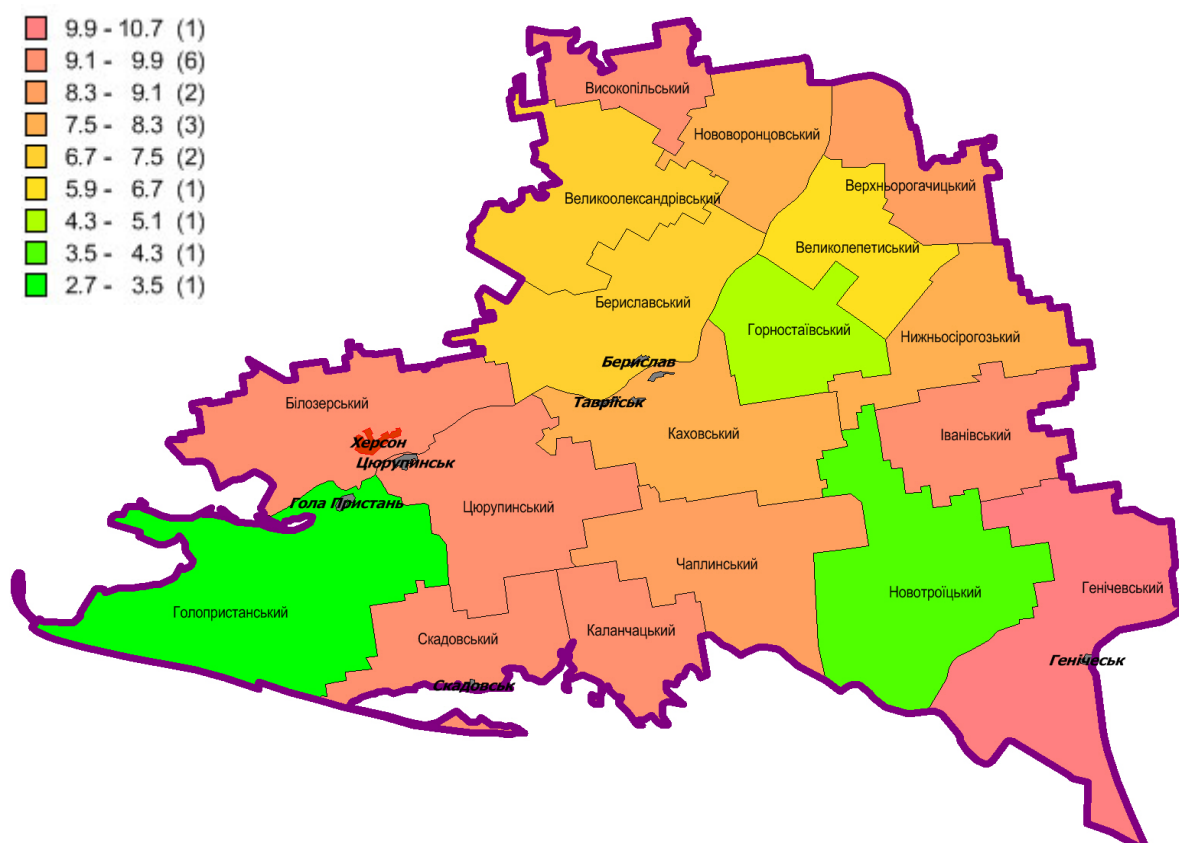 9.9 - 10.7 (1)
9.1 - 9.9 (6)
8.3 - 9.1 (2)
7.5 - 8.3 (3)
6.7 - 7.5 (2)
5.9 - 6.7 (1)
4.3 - 5.1 (1)
3.5 - 4.3 (1)
2.7 - 3.5 (1)
Високопільський
Нововоронцовський
Верхньорогачицький
Великоолександрівський
Великолепетиський
Бериславський
Горностаївський
Нижньосірогозький
Берислав
Таврійськ
Білозерський
Каховський
Іванівський
Херсон
Цюрупинськ
Гола Пристань
Цюрупинський
Чаплинський
Новотроїцький
Генічевський
Голопристанський
Скадовський
Каланчацький
Генічеськ
Скадовськ